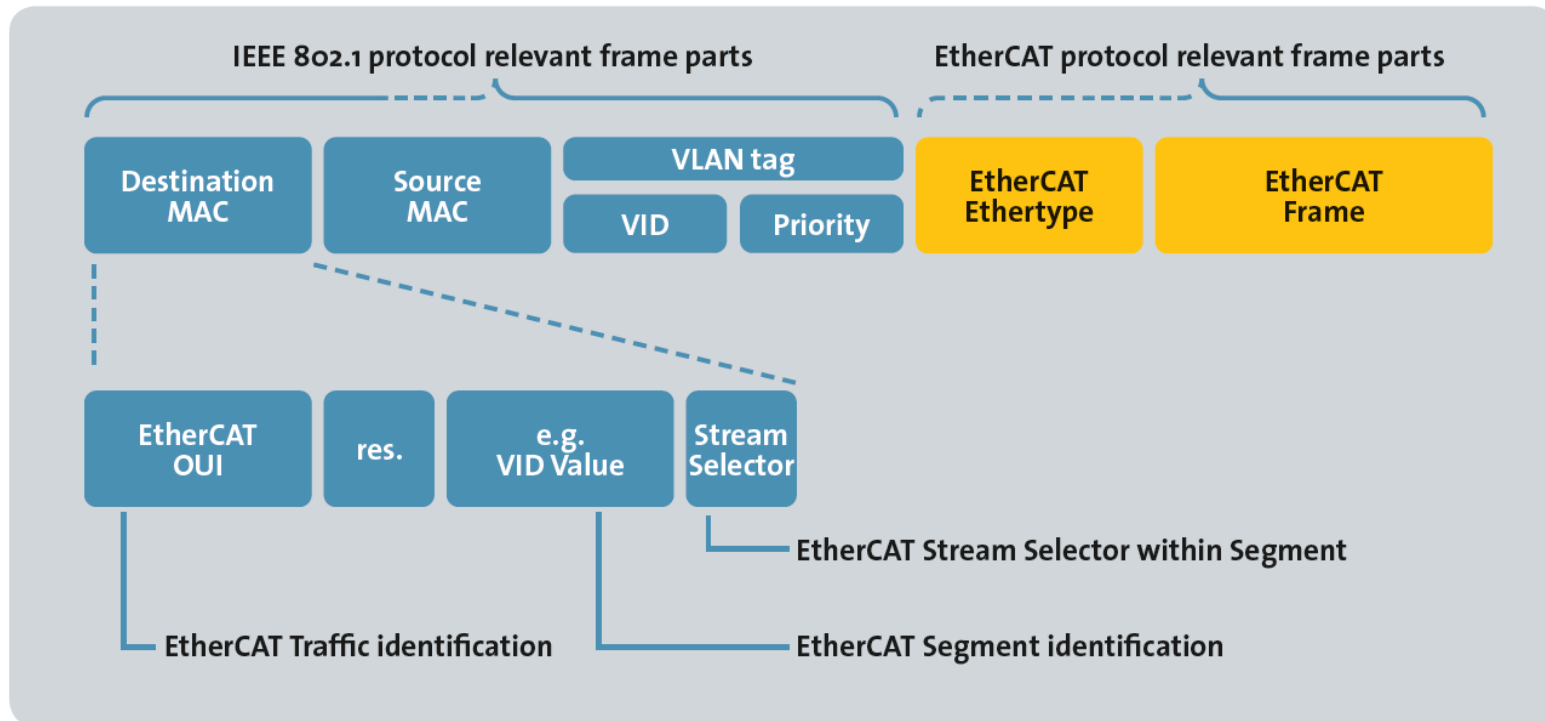 IEEE 802.1 protocol relevant frame parts
EtherCAT protocol relevant frame parts
Destination
MAC
Source
MAC
VLAN tag
VID
Priority
EtherCAT
Ethertype
EtherCAT
Frame
EtherCAT
OUI
res.
e.g.
VID Value
Stream
Selector
EtherCAT Stream Selector within Segment
EtherCAT Traffic identification
EtherCAT Segment identification